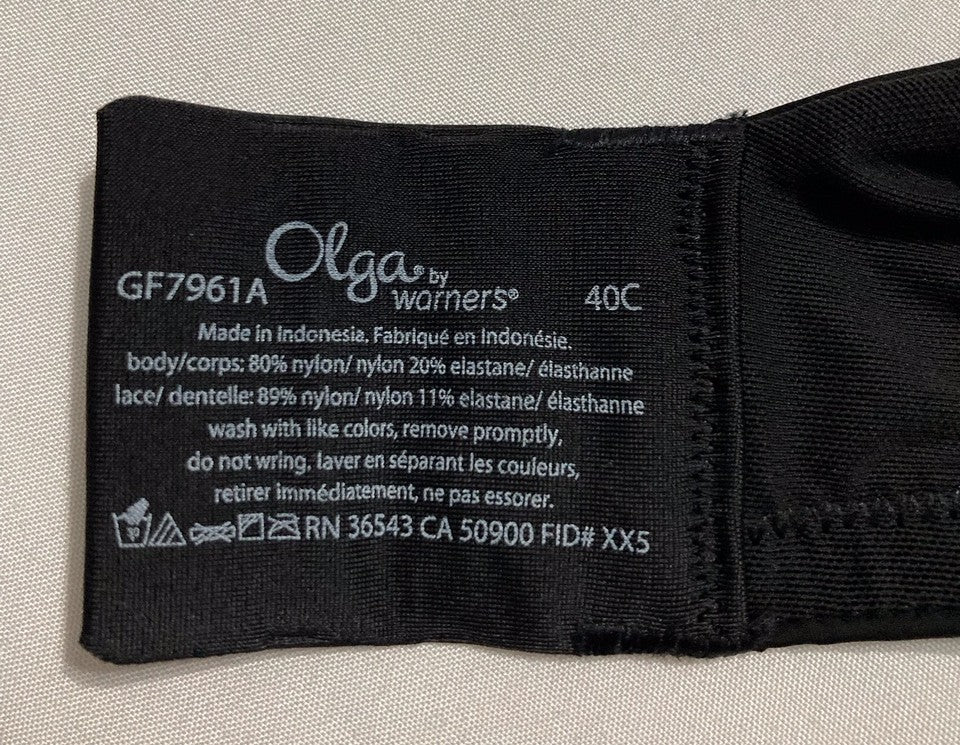 Olga® by
GF7961A warners® 40C
Made in Indonesia. Fabriqué en Indonésie.
body/corps: 80% nylon/ nylon 20% elastane/ élasthanne
lace/ dentelle: 89% nylon/ nylon 11% elastane/ élasthanne
wash with like colors, remove promptly,
do not wring. laver en séparant les couleurs,
retirer immédiatement, ne pas essorer.
RN 36543 CA 50900 FID# XX5